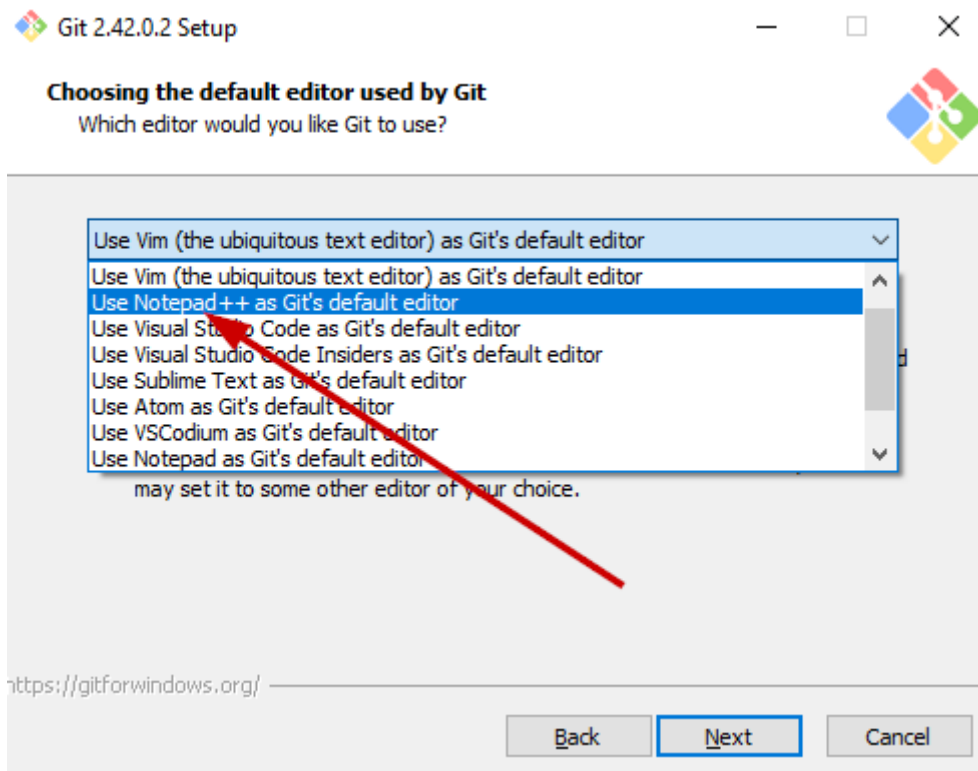 Git 2.42.0.2 Setup
Choosing the default editor used by Git
Which editor would you like Git to use?
Use Vim (the ubiquitous text editor) as Git's default editor
Use Vim (the ubiquitous text editor) as Git's default editor
Use Notepad++ as Git's default editor
Use Visual Studio Code as Git's default editor
Use Visual Studio Code Insiders as Git's default editor
Use Sublime Text as Git's default editor
Use Atom as Git's default editor
Use VSCodium as Git's default editor
Use Notepad as Git's default editor
may set it to some other editor of your choice.
https://gitforwindows.org/
Back Next Cancel